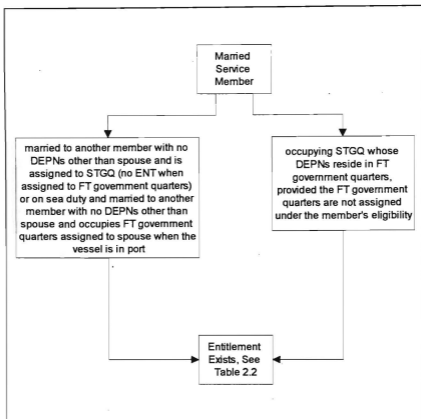 Married
Service
Member
married to another member with no
DEPNs other than spouse and is
assigned to STGQ (no ENT when
assigned to FT government quarters)
or on sea duty and married to another
member with no DEPNs other than
spouse and occupies FT government
quarters assigned to spouse when the
vessel is in port
occupying STGQ whose
DEPNs reside in FT
government quarters,
provided the FT government
quarters are not assigned
under the member's eligibility
Entitlement
Exists, See
Table 2.2